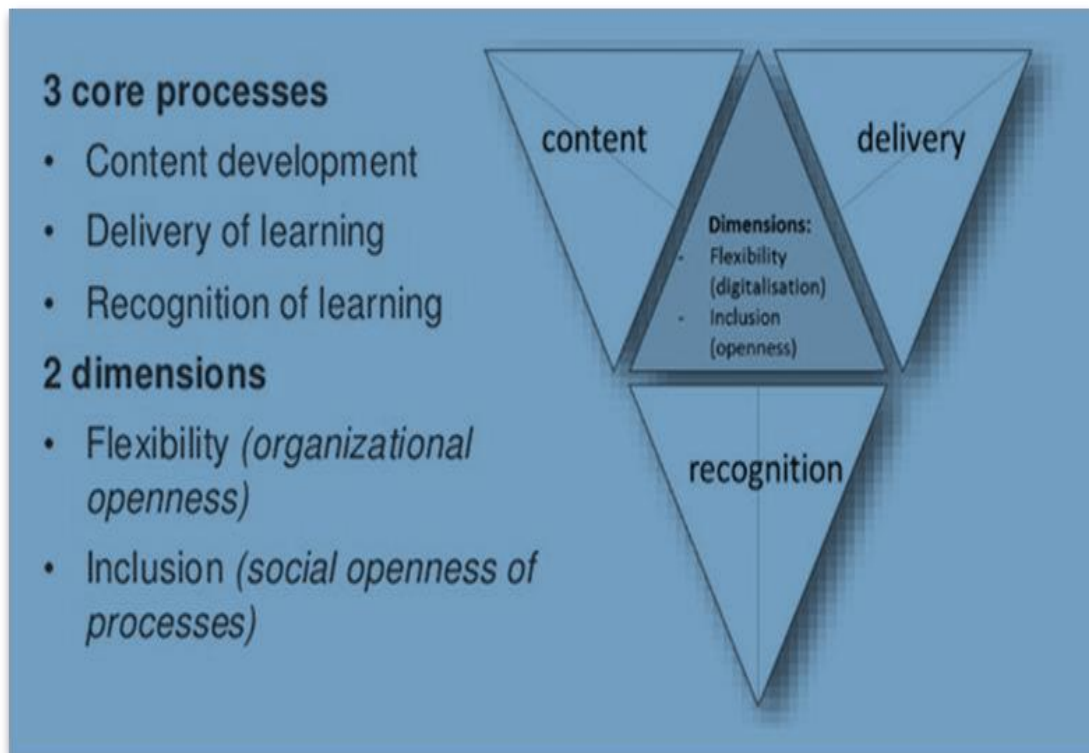 3 core processes
• Content development
• Delivery of learning
• Recognition of learning
2 dimensions
• Flexibility (organizational
openness)
• Inclusion (social openness of
processes)
content
delivery
Dimensions:
- Flexibility
(digitalisation)
- Inclusion
(openness)
recognition